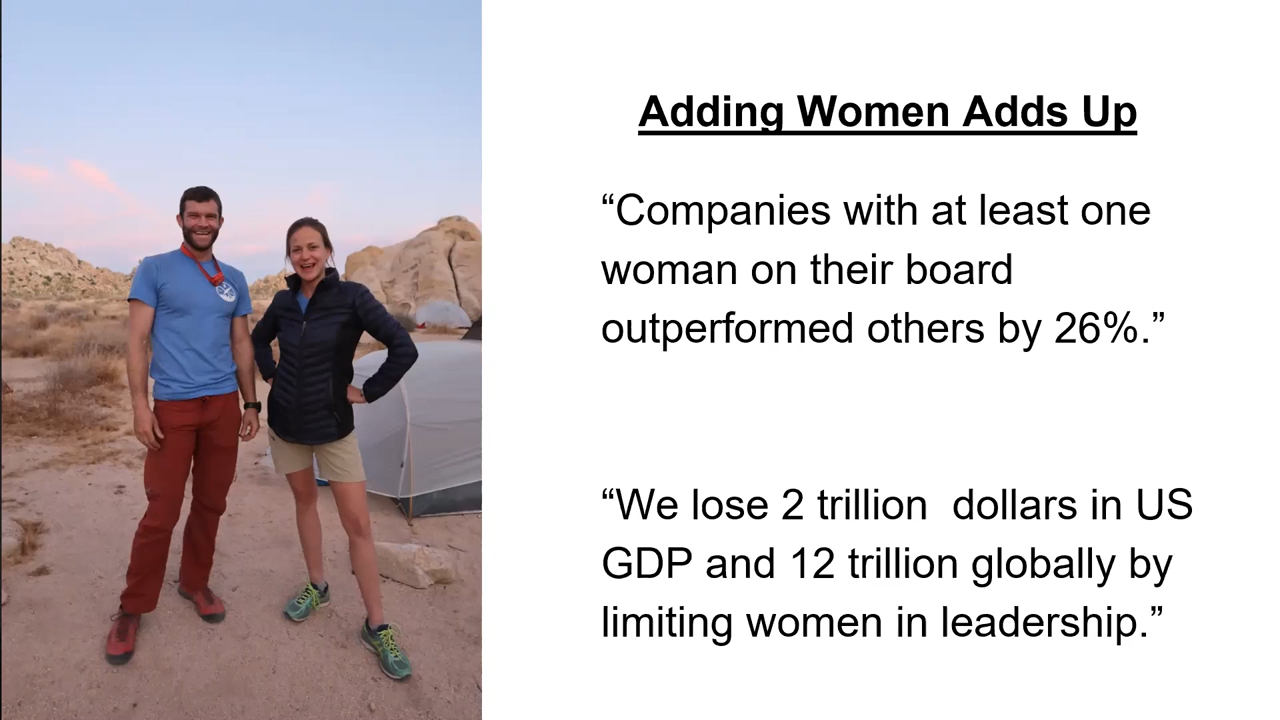 Adding Women Adds Up
“Companies with at least one
woman on their board
outperformed others by 26%.”
“We lose 2 trillion  dollars in US
GDP and 12 trillion globally by
limiting women in leadership.”